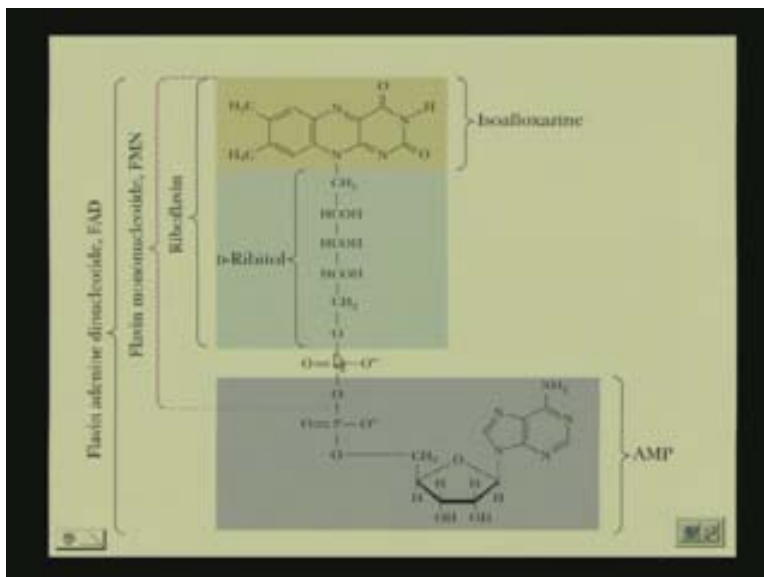 Flavin adenine dinucleotide, FAD
Flavin mononucleotide, FMN
Riboflavin
O
H₃C
N
N
H
H₃C
N
N
O
Isoalloxazine
CH₂
HCOH
HCOH
HCOH
CH₂
O
D-Ribitol
O=P—O⁻
O
O=P—O⁻
O
CH₂
O
H
H
H
H
OH
OH
NH₂
N
N
N
N
AMP